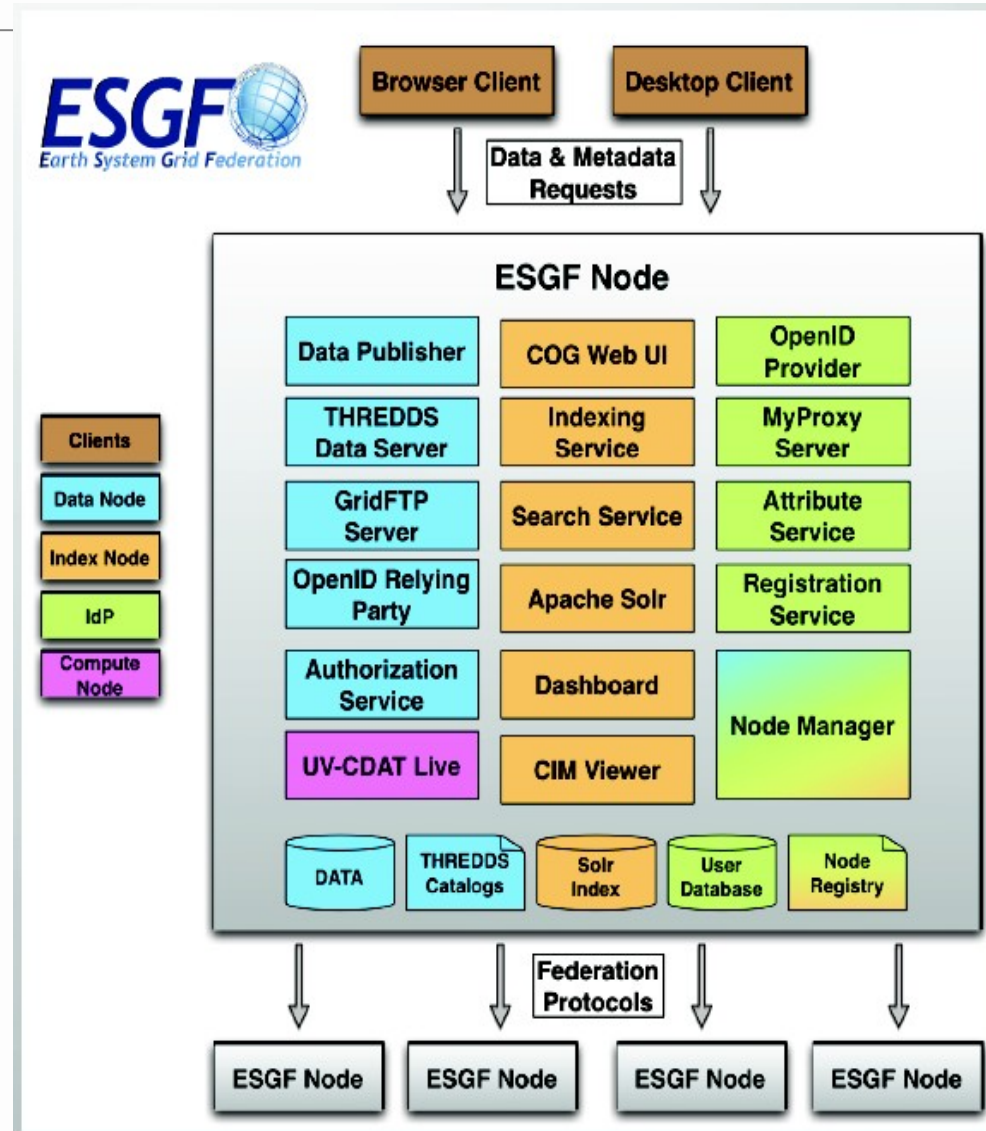 ESGF
Earth System Grid Federation
Browser Client
Desktop Client
Data & Metadata
Requests
ESGF Node
Data Publisher
COG Web UI
OpenID
Provider
THREDDS
Data Server
Indexing
Service
MyProxy
Server
GridFTP
Server
Search Service
Attribute
Service
OpenID Relying
Party
Apache Solr
Registration
Service
Authorization
Service
Dashboard
Node Manager
UV-CDAT Live
CIM Viewer
Clients
Data Node
Index Node
IdP
Compute
Node
DATA
THREDDS
Catalogs
Solr
Index
User
Database
Node
Registry
Federation
Protocols
ESGF Node
ESGF Node
ESGF Node
ESGF Node